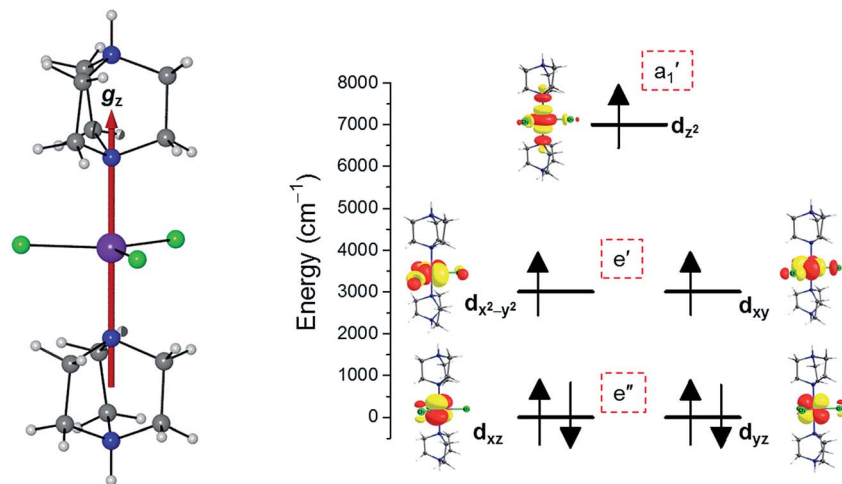 g_z
Energy (cm⁻¹)
8000
7000
6000
5000
4000
3000
2000
1000
0
a₁′
d_z²
e′
d_x²–y²
d_xy
e″
d_xz
d_yz